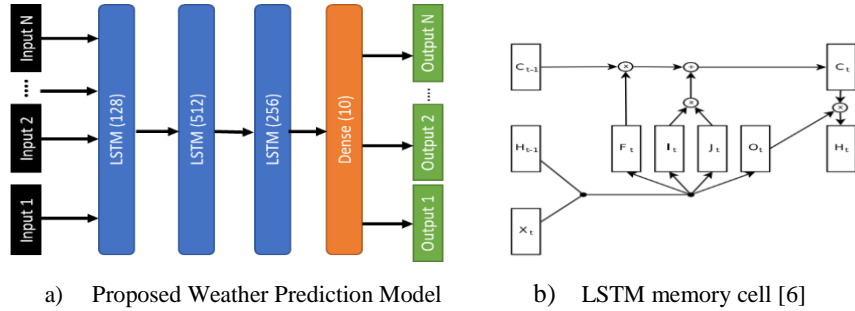 Input N
....
Input 2
Input 1
LSTM (128)
LSTM (512)
LSTM (256)
Dense (10)
Output N
....
Output 2
Output 1
a) Proposed Weather Prediction Model
C t-1
×
+
C t
*
×
H t-1
F t
I t
J t
O t
H t
X t
b) LSTM memory cell [6]